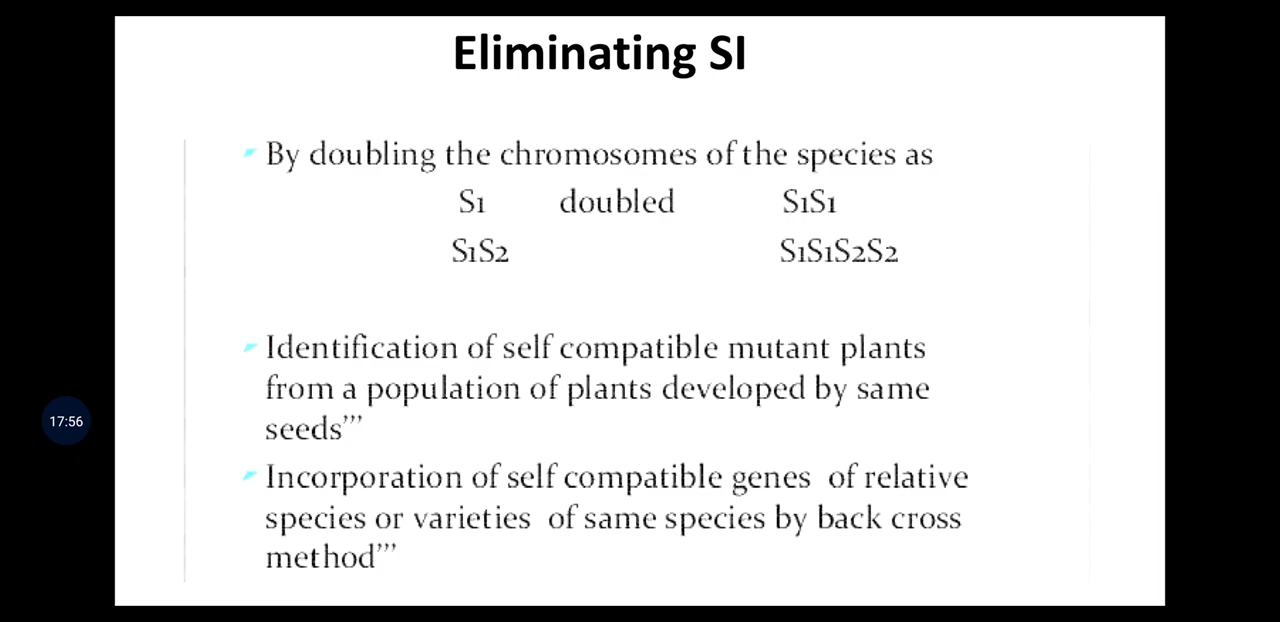 Eliminating SI
By doubling the chromosomes of the species as
S1 doubled S1S1
S1S2 S1S1S2S2
Identification of self compatible mutant plants
from a population of plants developed by same
seeds’’’
17:56
Incorporation of self compatible genes of relative
species or varieties of same species by back cross
method’’’